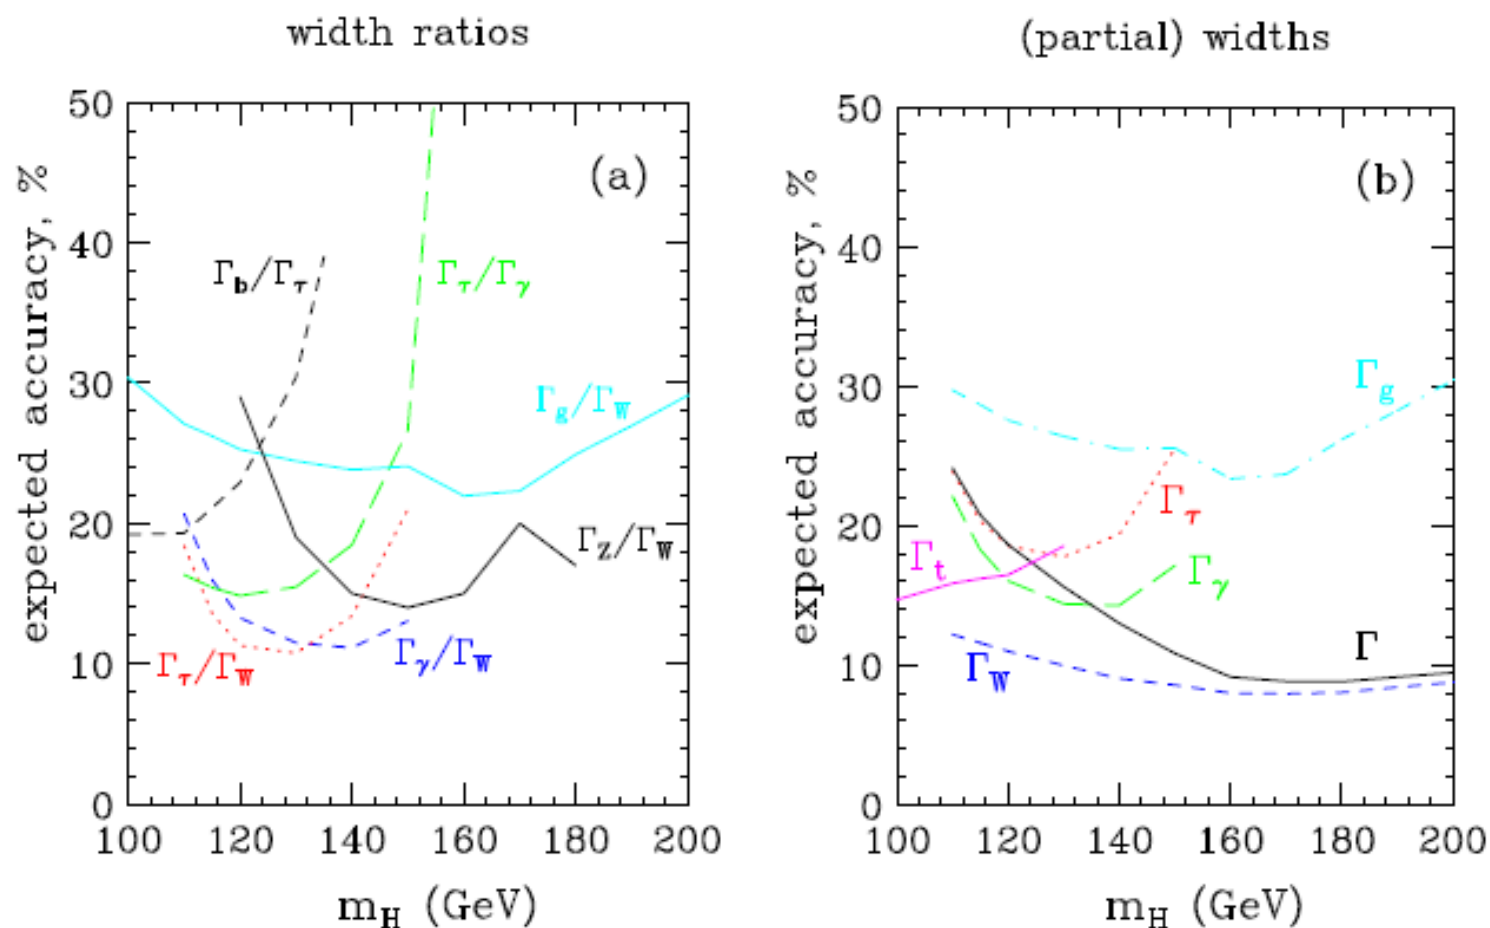 width ratios
(partial) widths
expected accuracy, %
50
40
30
20
10
0
(a)
Γb/Γτ
Γτ/Γγ
Γg/ΓW
ΓZ/ΓW
Γτ/ΓW
Γγ/ΓW
100 120 140 160 180 200
mH (GeV)
expected accuracy, %
50
40
30
20
10
0
(b)
Γg
Γτ
Γt
Γγ
ΓW
Γ
100 120 140 160 180 200
mH (GeV)